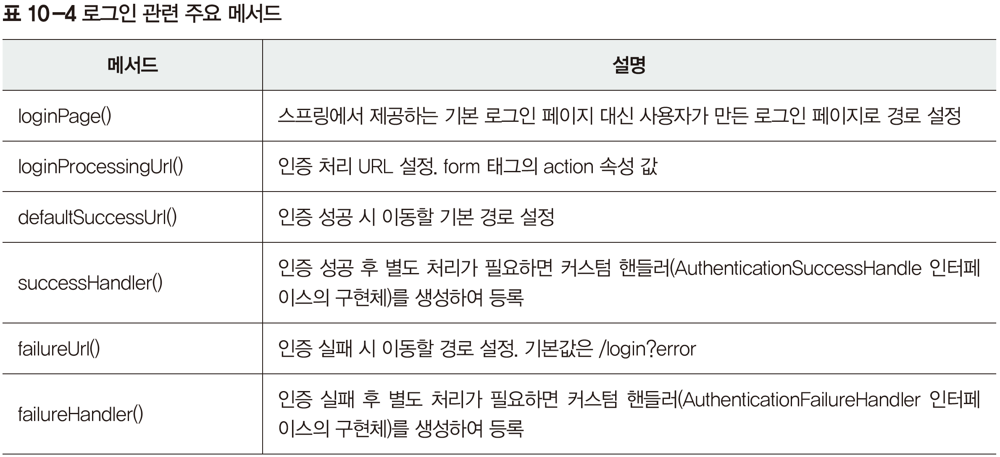 표 10-4 로그인 관련 주요 메서드
메서드 설명
loginPage() 스프링에서 제공하는 기본 로그인 페이지 대신 사용자가 만든 로그인 페이지로 경로 설정
loginProcessingUrl() 인증 처리 URL 설정. form 태그의 action 속성 값
defaultSuccessUrl() 인증 성공 시 이동할 기본 경로 설정
successHandler() 인증 성공 후 별도 처리가 필요하면 커스텀 핸들러(AuthenticationSuccessHandle 인터페
이스의 구현체)를 생성하여 등록
failureUrl() 인증 실패 시 이동할 경로 설정. 기본값은 /login?error
failureHandler() 인증 실패 후 별도 처리가 필요하면 커스텀 핸들러(AuthenticationFailureHandler 인터페
이스의 구현체)를 생성하여 등록